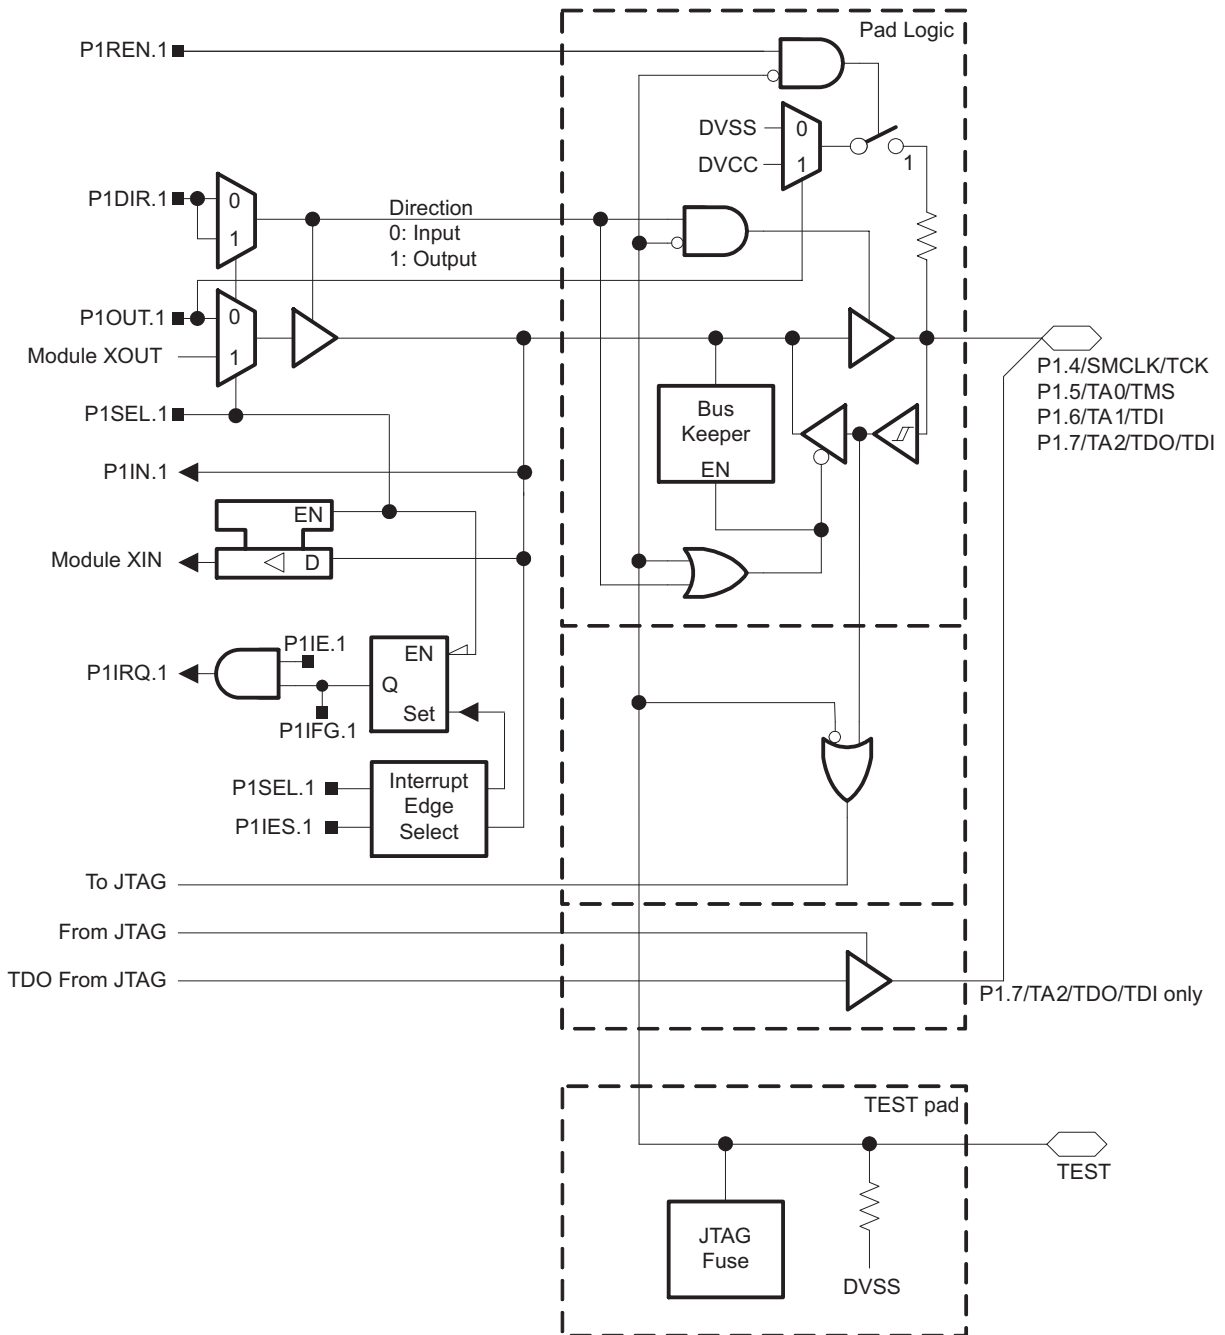 Pad Logic
P1REN.1
DVSS
0
DVCC
1
1
P1DIR.1
0
1
Direction
0: Input
1: Output
P1OUT.1
0
Module XOUT
1
P1SEL.1
P1IN.1
EN
Module XIN
D
Bus
Keeper
EN
P1.4/SMCLK/TCK
P1.5/TA0/TMS
P1.6/TA1/TDI
P1.7/TA2/TDO/TDI
P1IE.1
P1IRQ.1
P1IFG.1
EN
Q
Set
P1SEL.1
P1IES.1
Interrupt
Edge
Select
To JTAG
From JTAG
TDO From JTAG
P1.7/TA2/TDO/TDI only
TEST pad
TEST
JTAG
Fuse
DVSS